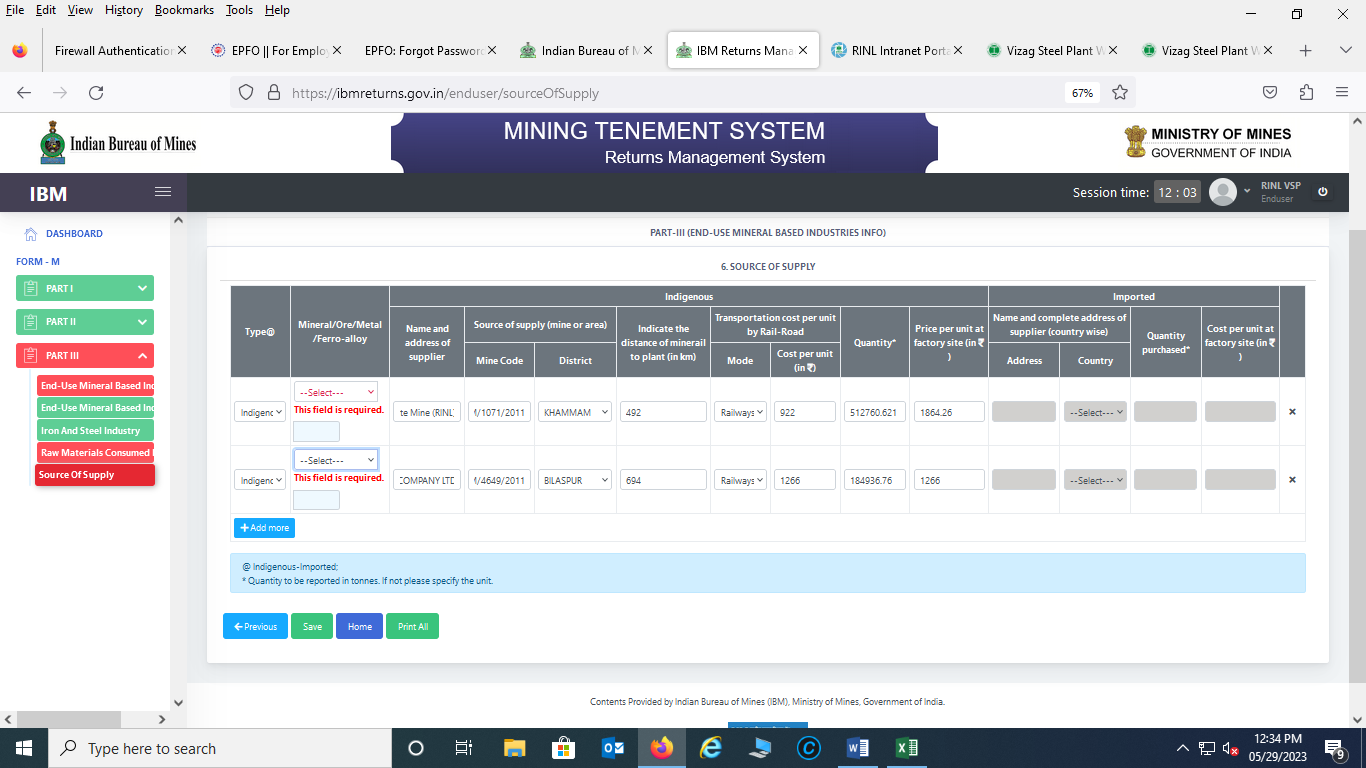 File Edit View History Bookmarks Tools Help
Firewall Authentication EPFO || For Employ EPFO: Forgot Password Indian Bureau of M IBM Returns Mana RINL Intranet Porta Vizag Steel Plant W Vizag Steel Plant W
https://ibmreturns.gov.in/enduser/sourceOfSupply 67%
Indian Bureau of Mines
MINING TENEMENT SYSTEM
Returns Management System
MINISTRY OF MINES
GOVERNMENT OF INDIA
IBM
Session time: 12 : 03
RINL VSP
Enduser
DASHBOARD
FORM - M
PART I
PART II
PART III
End-Use Mineral Based Ind
End-Use Mineral Based Ind
Iron And Steel Industry
Raw Materials Consumed
Source Of Supply
PART-III (END-USE MINERAL BASED INDUSTRIES INFO)
6. SOURCE OF SUPPLY
Type@
Mineral/Ore/Metal
/Ferro-alloy
Indigenous
Imported
Name and
address of
supplier
Source of supply (mine or area)
Mine Code
District
Indicate the
distance of minerail
to plant (in km)
Transportation cost per unit
by Rail-Road
Mode
Cost per unit
(in ₹)
Quantity*
Price per unit at
factory site (in ₹
)
Name and complete address of
supplier (country wise)
Address
Country
Quantity
purchased*
Cost per unit at
factory site (in ₹
)
--Select---
This field is required.
Indigenc te Mine (RINL) /1071/2011 KHAMMAM 492 Railways 922 512760.621 1864.26 --Select---
--Select---
This field is required.
Indigenc COMPANY LTD /4649/2011 BILASPUR 694 Railways 1266 184936.76 1266 --Select---
Add more
@ Indigenous-Imported;
* Quantity to be reported in tonnes. If not please specify the unit.
Previous Save Home Print All
Contents Provided by Indian Bureau of Mines (IBM), Ministry of Mines, Government of India.
Type here to search
12:34 PM
05/29/2023
9